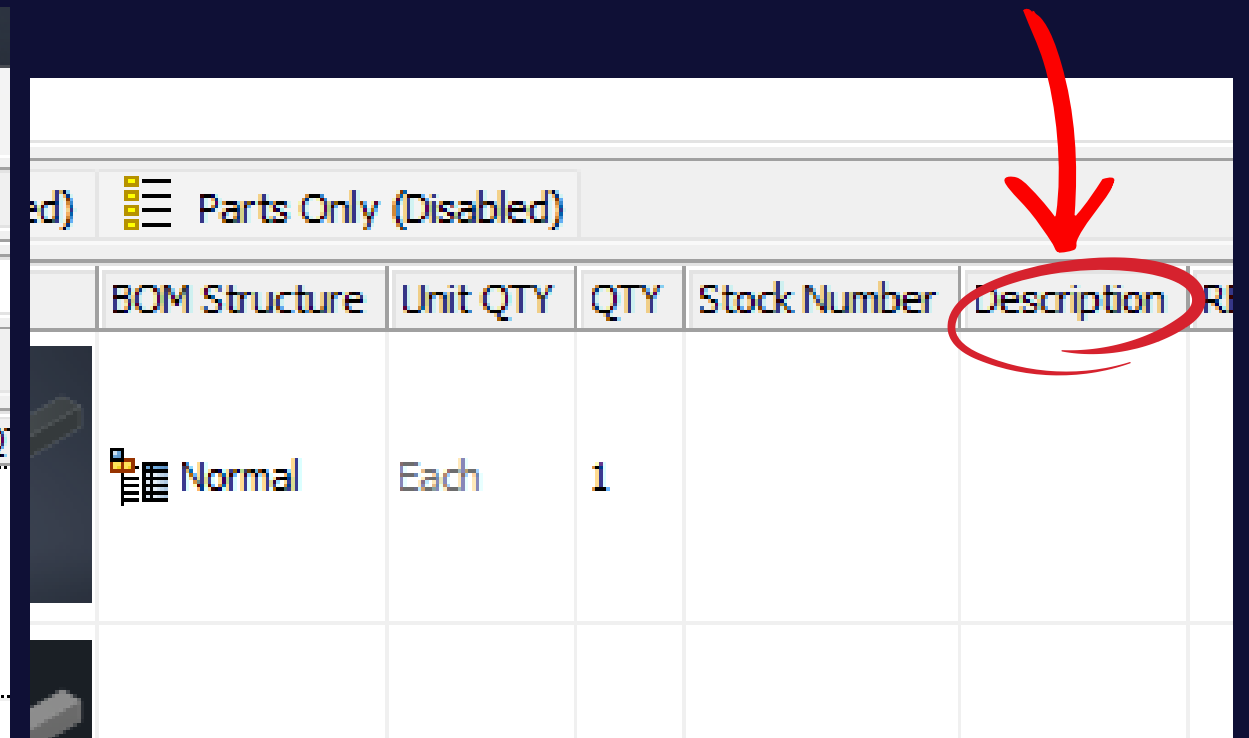 ed) Parts Only (Disabled)
BOM Structure Unit QTY QTY Stock Number Description
Normal Each 1